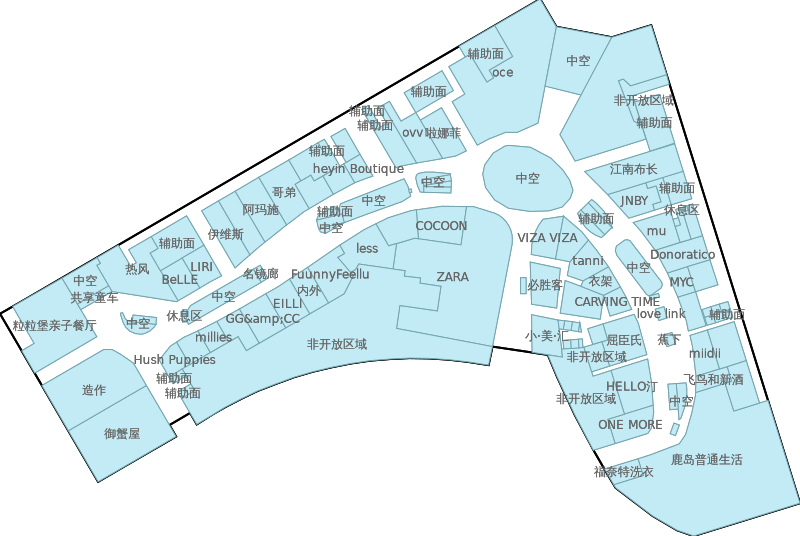 辅助面
oce
中空
辅助面
非开放区域
辅助面
辅助面
辅助面
ovv
啦娜菲
辅助面
heyin Boutique
中空
中空
江南布长
辅助面
JNBY
休息区
哥弟
阿玛施
中空
辅助面
中空
伊维斯
辅助面
COCOON
VIZA
VIZA
mu
辅助面
less
Donoratico
热风
LIRI
BeLLE
名镜廊
FuunnyFeellu
ZARA
tanni
中空
衣架
MYC
必胜客
中空
共享童车
中空
内外
EILLI
CARVING TIME
love link
辅助面
粒粒堡亲子餐厅
中空
休息区
GG&amp;CC
millies
非开放区域
小·美·汇
屈臣氏
蕉下
miidii
非开放区域
Hush Puppies
辅助面
辅助面
造作
HELLO汀
飞鸟和新酒
非开放区域
中空
御蟹屋
ONE MORE
鹿岛普通生活
福奈特洗衣